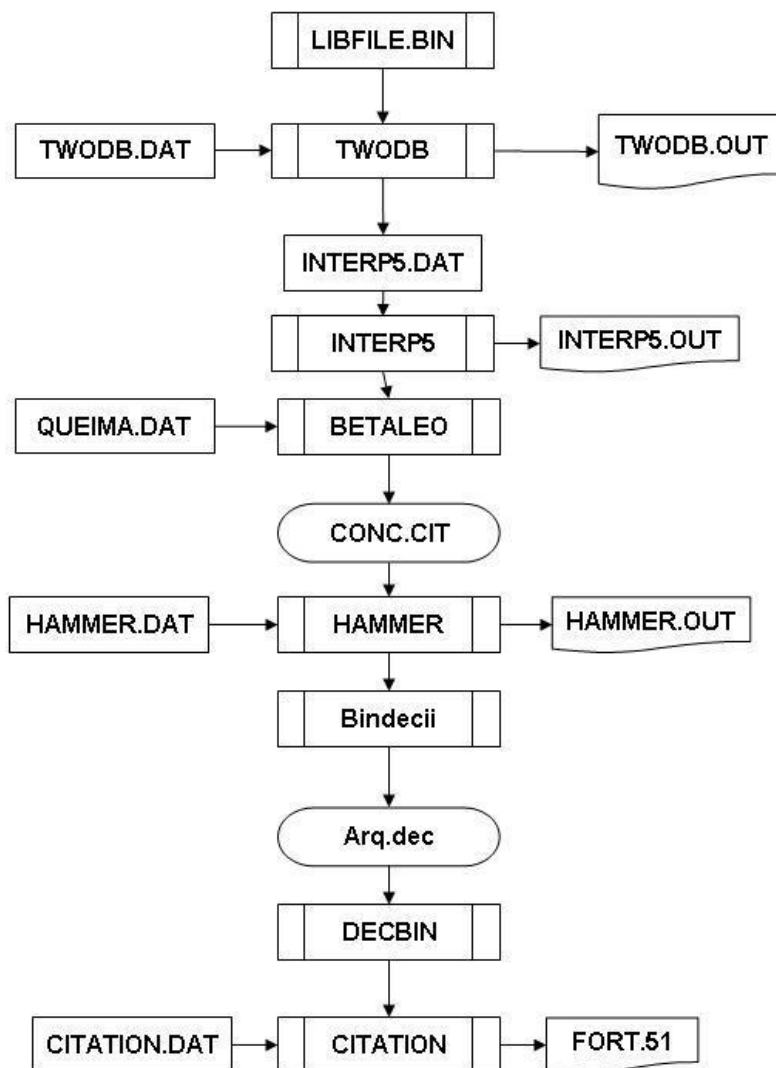 LIBFILE.BIN
TWODB.DAT
TWODB
TWODB.OUT
INTERP5.DAT
INTERP5
INTERP5.OUT
QUEIMA.DAT
BETALEO
CONC.CIT
HAMMER.DAT
HAMMER
HAMMER.OUT
Bindecii
Arq.dec
DECBIN
CITATION.DAT
CITATION
FORT.51